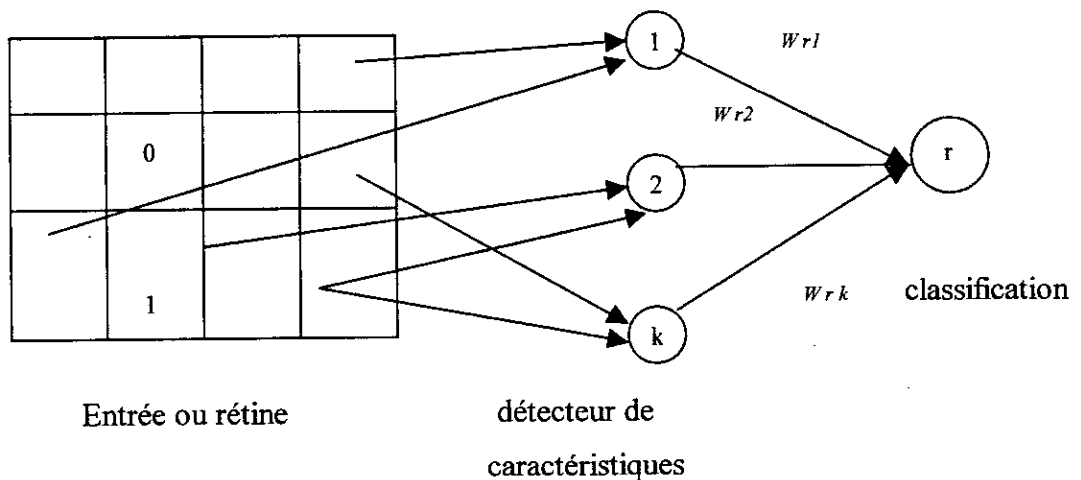 1
Wr1
Wr2
0
r
2
1
Wrk
classification
k
Entrée ou rétine
détecteur de
caractéristiques